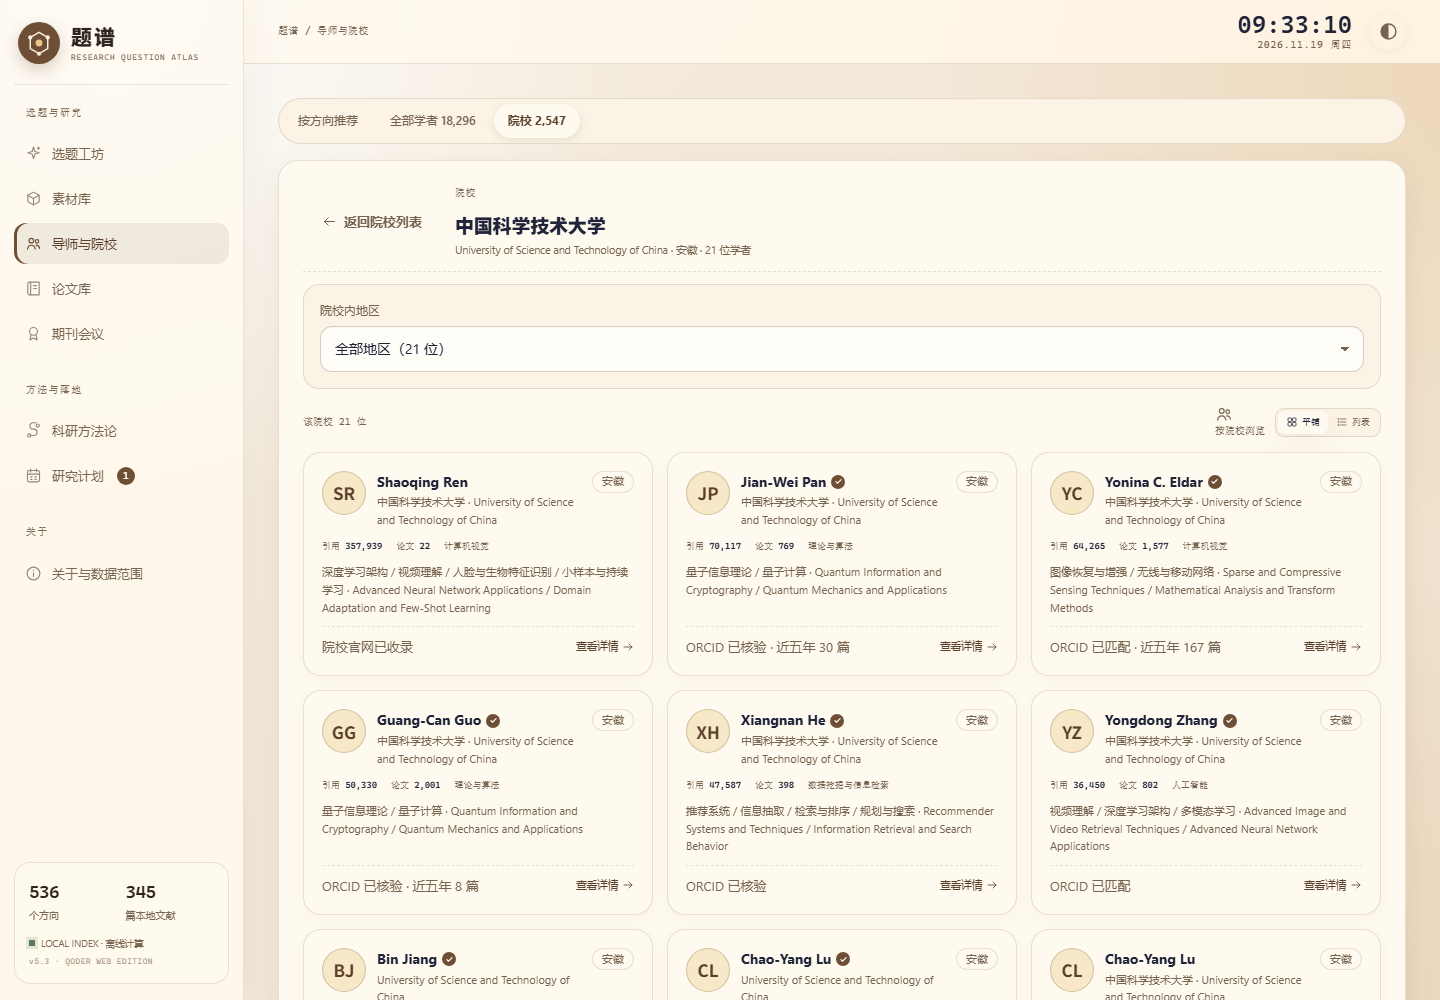 题谱
RESEARCH QUESTION ATLAS
选题与研究
选题工坊
素材库
导师与院校
论文库
期刊会议
方法与落地
科研方法论
研究计划 1
关于
关于与数据范围
536 345
个方向 篇本地文献
LOCAL INDEX · 离线计算
v5.3 · QODER WEB EDITION
题谱 / 导师与院校
09:33:10
2026.11.19 周四
按方向推荐 全部学者 18,296 院校 2,547
← 返回院校列表
院校
中国科学技术大学
University of Science and Technology of China · 安徽 · 21 位学者
院校内地区
全部地区（21 位）
该院校 21 位
按院校浏览
平铺 列表
SR
Shaoqing Ren
安徽
中国科学技术大学 · University of Science
and Technology of China
引用 357,939 论文 22 计算机视觉
深度学习架构 / 视频理解 / 人脸与生物特征识别 / 小样本与持续
学习 · Advanced Neural Network Applications / Domain
Adaptation and Few-Shot Learning
院校官网已收录 查看详情 →
JP
Jian-Wei Pan
安徽
中国科学技术大学 · University of Science
and Technology of China
引用 70,117 论文 769 理论与算法
量子信息理论 / 量子计算 · Quantum Information and
Cryptography / Quantum Mechanics and Applications
ORCID 已核验 · 近五年 30 篇 查看详情 →
YC
Yonina C. Eldar
安徽
中国科学技术大学 · University of Science
and Technology of China
引用 64,265 论文 1,577 计算机视觉
图像恢复与增强 / 无线与移动网络 · Sparse and Compressive
Sensing Techniques / Mathematical Analysis and Transform
Methods
ORCID 已匹配 · 近五年 167 篇 查看详情 →
GG
Guang-Can Guo
安徽
中国科学技术大学 · University of Science
and Technology of China
引用 50,330 论文 2,001 理论与算法
量子信息理论 / 量子计算 · Quantum Information and
Cryptography / Quantum Mechanics and Applications
ORCID 已核验 · 近五年 8 篇 查看详情 →
XH
Xiangnan He
安徽
中国科学技术大学 · University of Science
and Technology of China
引用 47,587 论文 398 数据挖掘与信息检索
推荐系统 / 信息抽取 / 检索与排序 / 规划与搜索 · Recommender
Systems and Techniques / Information Retrieval and Search
Behavior
ORCID 已核验 查看详情 →
YZ
Yongdong Zhang
安徽
中国科学技术大学 · University of Science
and Technology of China
引用 36,450 论文 802 人工智能
视频理解 / 深度学习架构 / 多模态学习 · Advanced Image and
Video Retrieval Techniques / Advanced Neural Network
Applications
ORCID 已匹配 查看详情 →
BJ
Bin Jiang
安徽
University of Science and Technology of
China
CL
Chao-Yang Lu
安徽
University of Science and Technology of
China
CL
Chao-Yang Lu
安徽
中国科学技术大学 · University of Science
and Technology of China